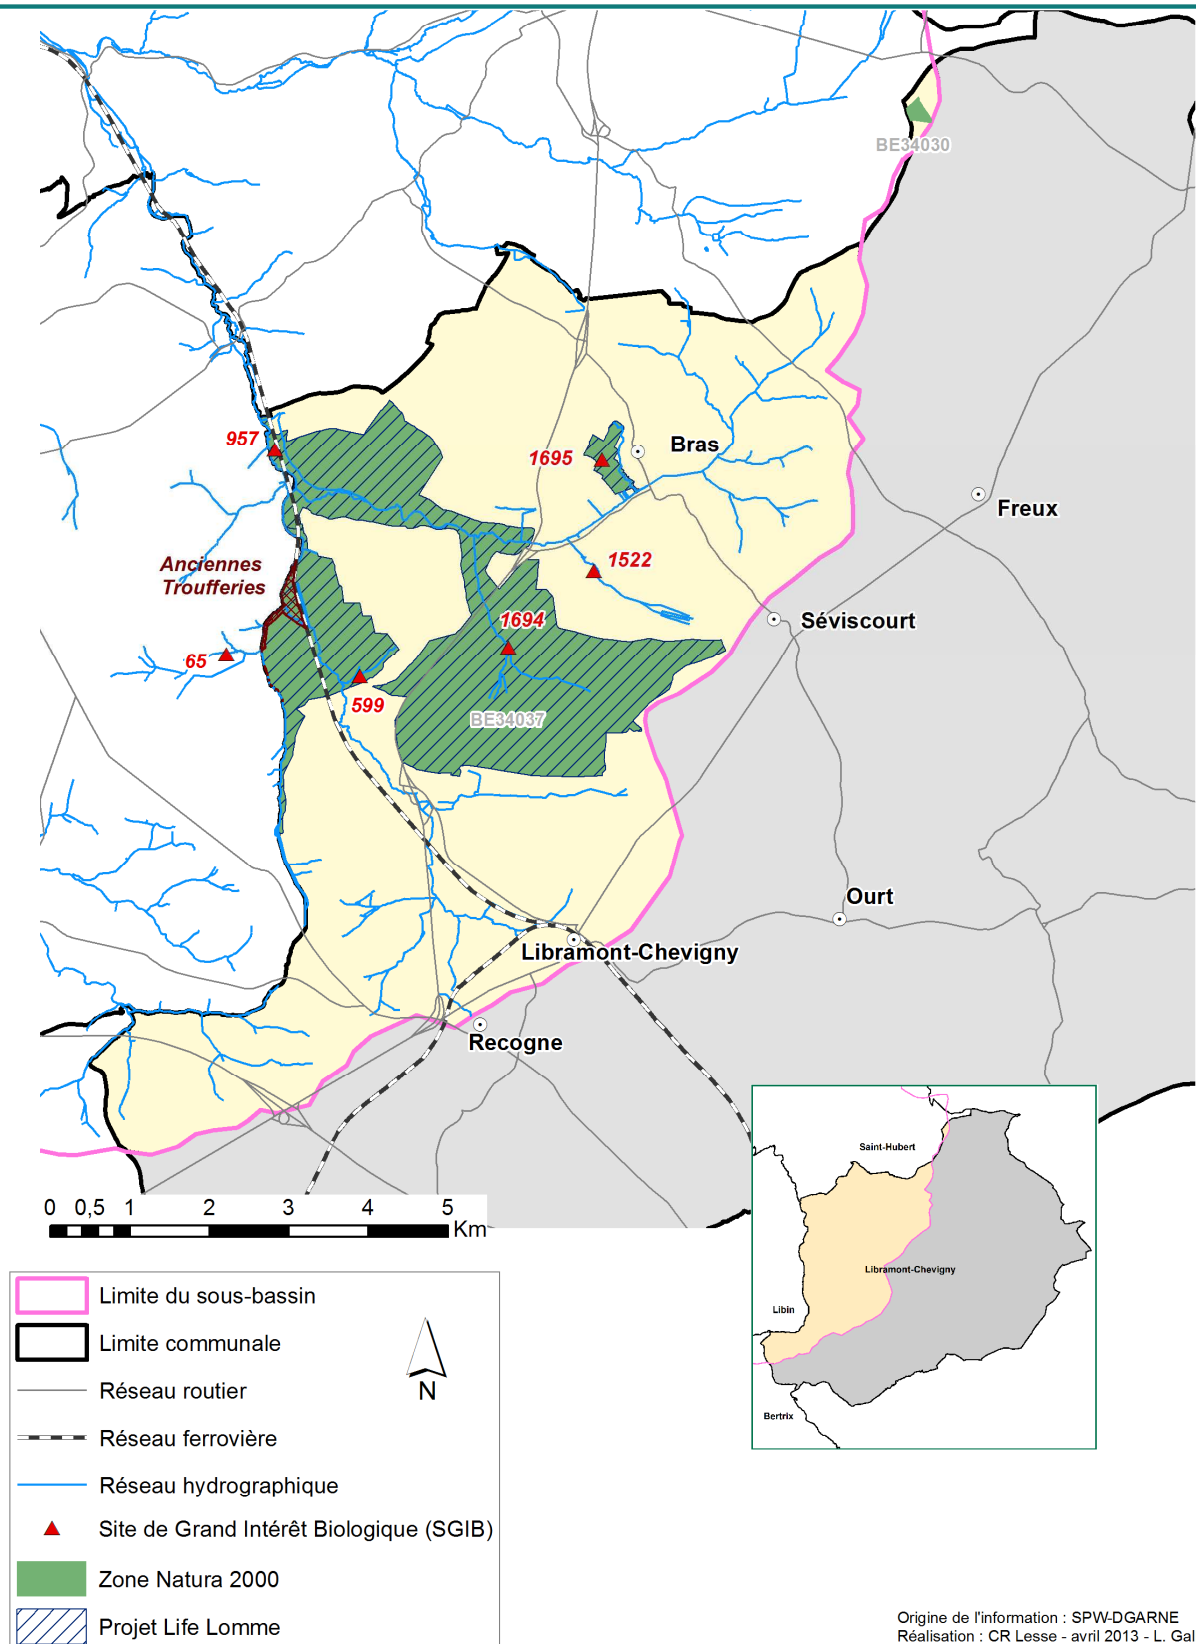 BE34030
957
1695
Bras
Freux
Anciennes
Troufferies
1522
1694
Séviscourt
65
599
BE34037
Ourt
Libramont-Chevigny
Recogne
0 0,5 1 2 3 4 5
Km
Saint-Hubert
Libramont-Chevigny
Libin
Bertrix
Limite du sous-bassin
Limite communale
Réseau routier
N
Réseau ferrovière
Réseau hydrographique
Site de Grand Intérêt Biologique (SGIB)
Zone Natura 2000
Projet Life Lomme
Origine de l'information : SPW-DGARNE
Réalisation : CR Lesse - avril 2013 - L. Gal